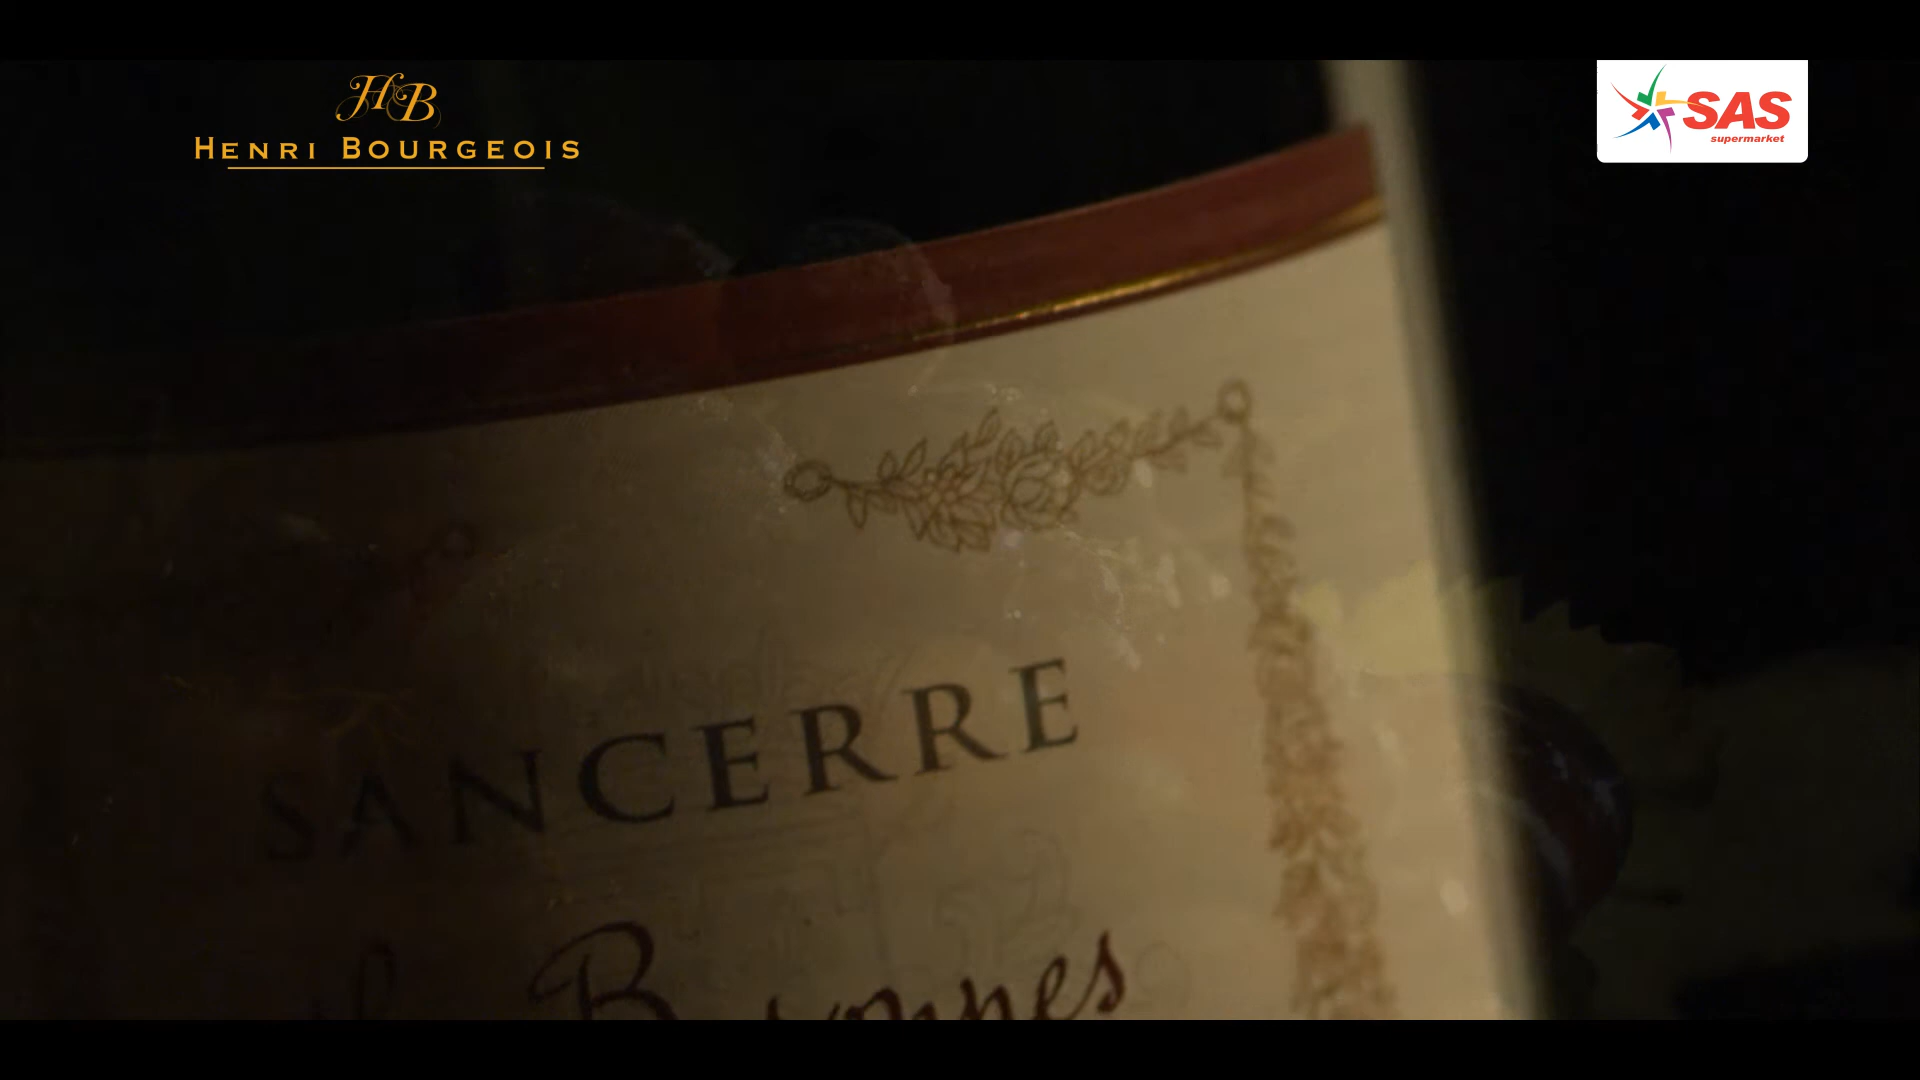 HB
HENRI BOURGEOIS
SAS
supermarket
SANCERRE